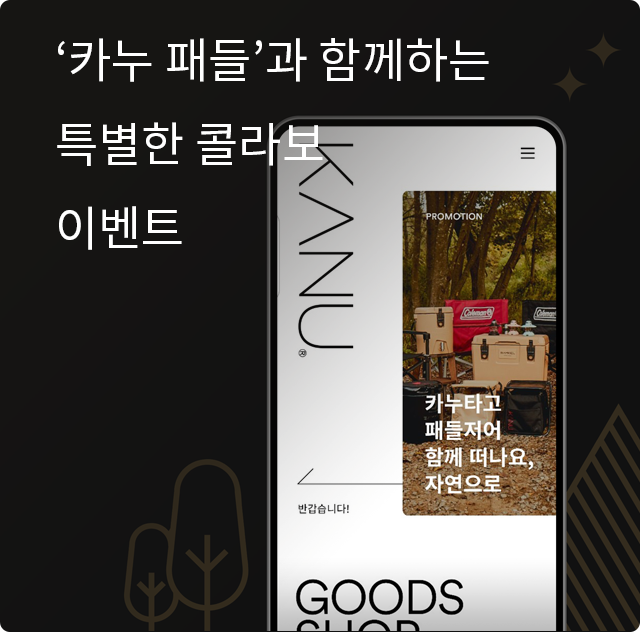 ‘카누 패들’과 함께하는
특별한 콜라보
이벤트
KANU®
PROMOTION
Coleman
Coleman
카누타고
패들저어
함께 떠나요,
자연으로
반갑습니다!
GOODS
SHOP